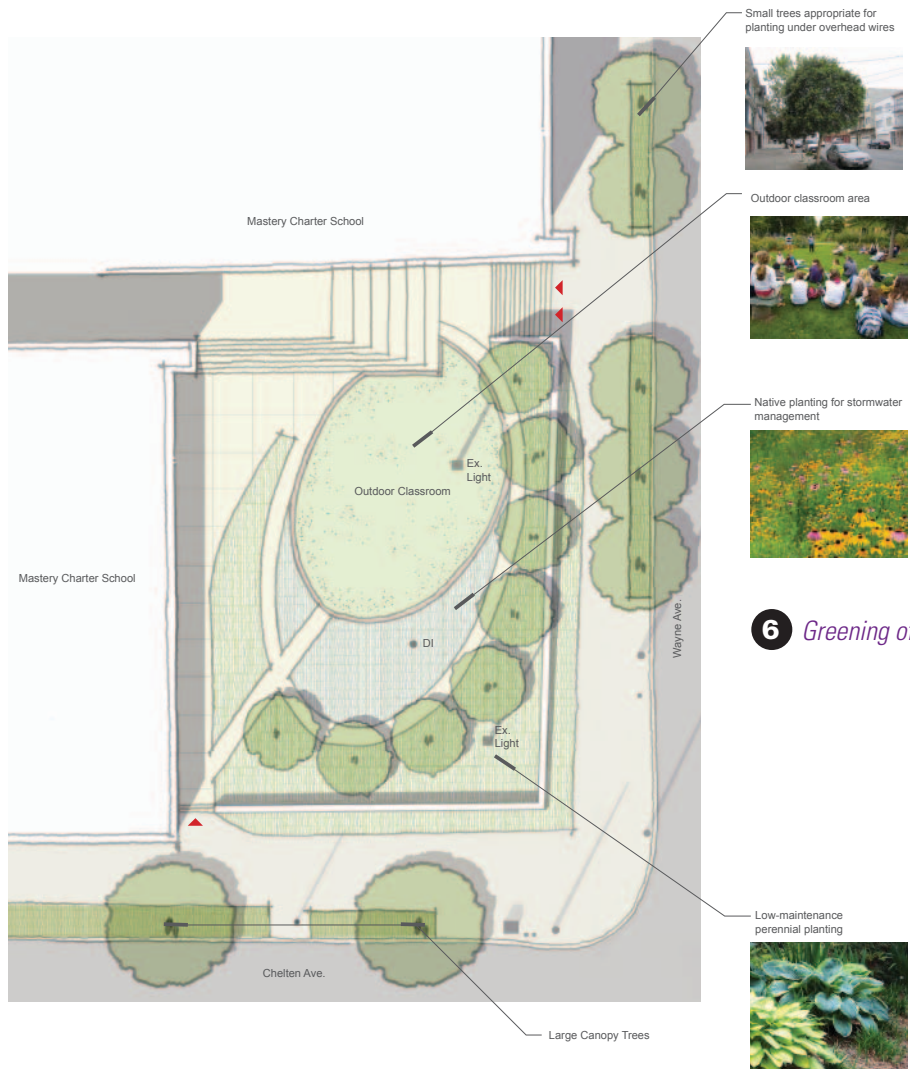 Small trees appropriate for
planting under overhead wires
Mastery Charter School
Outdoor classroom area
Ex.
Light
Outdoor Classroom
Native planting for stormwater
management
Mastery Charter School
DI
Wayne Ave.
6 Greening of
Ex.
Light
Low-maintenance
perennial planting
Chelten Ave.
Large Canopy Trees